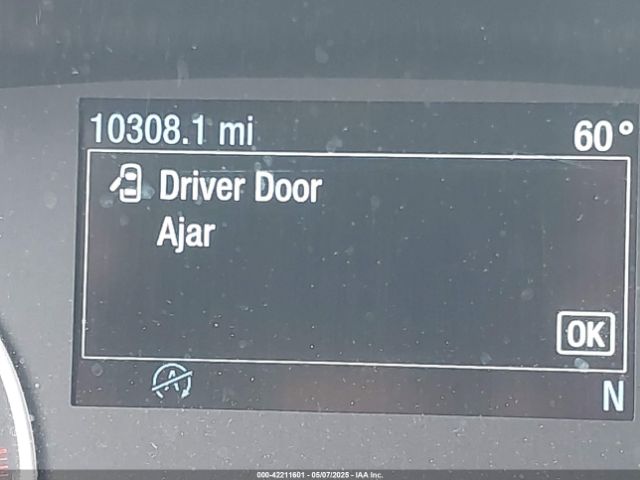 10308.1 mi
60°
Driver Door
Ajar
OK
A
N
000-42211601 - 05/07/2025 - IAA Inc.